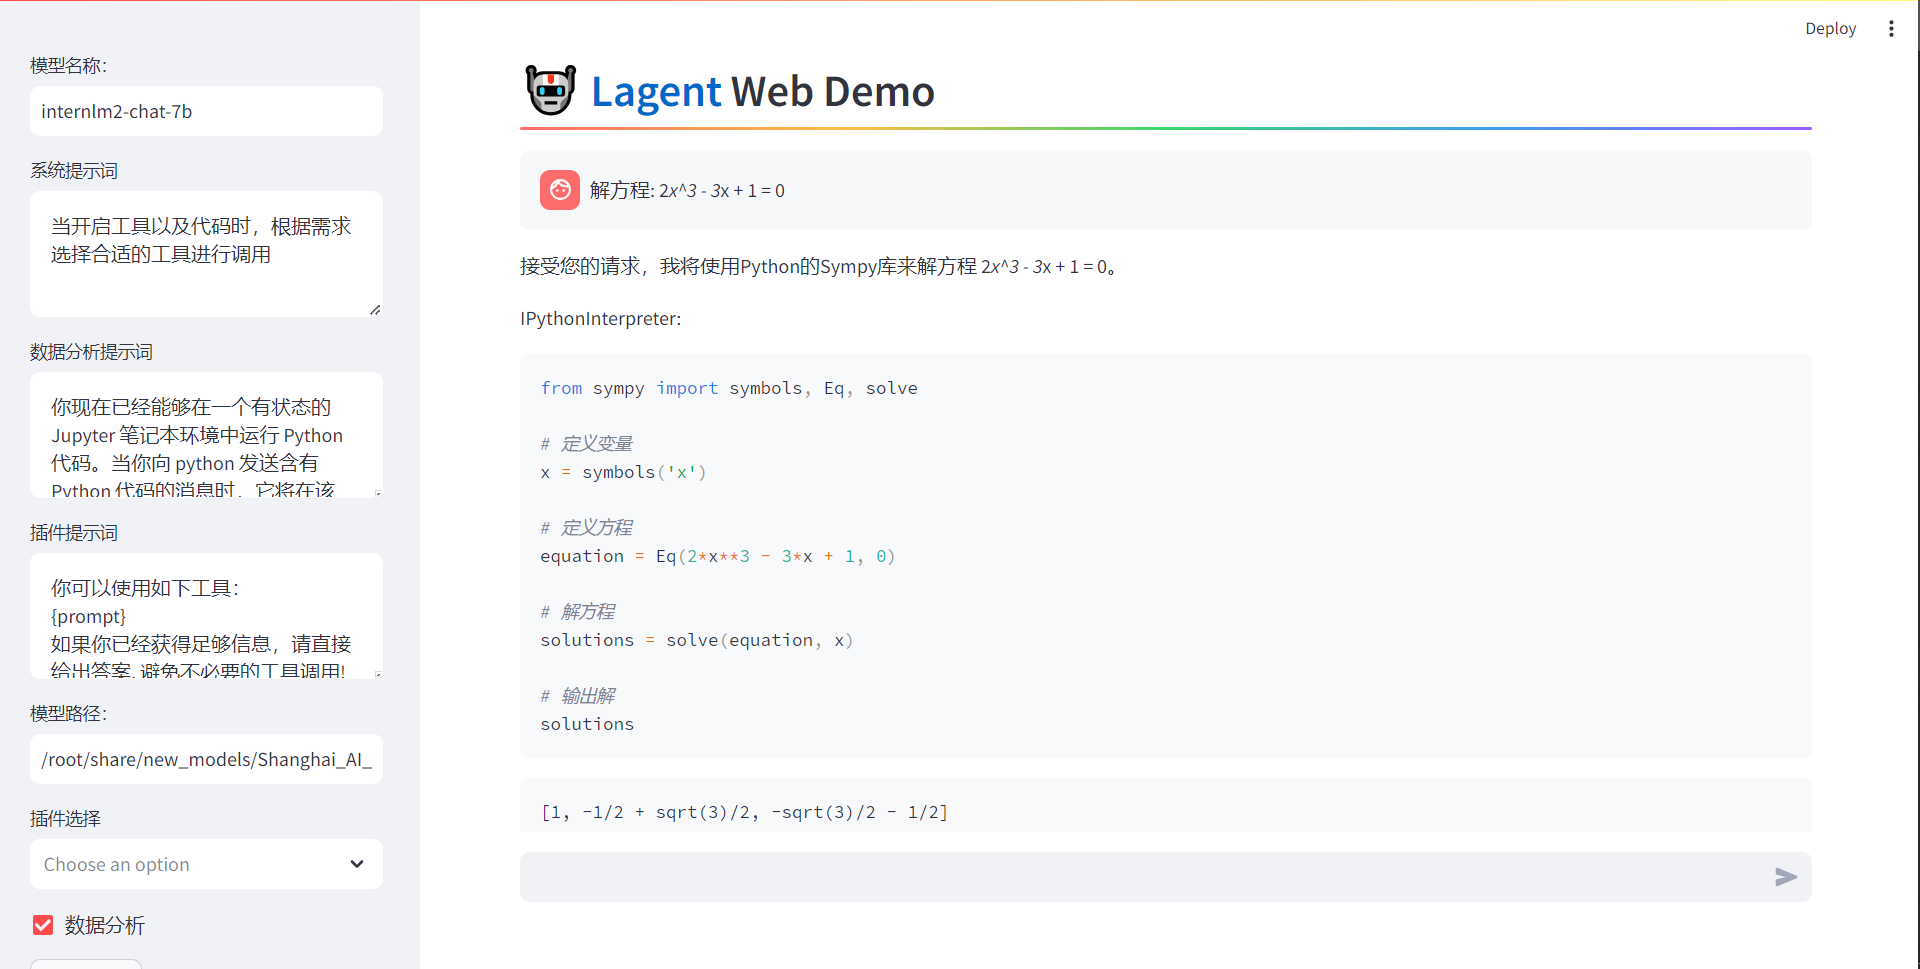 Deploy
模型名称：
internlm2-chat-7b
系统提示词
当开启工具以及代码时，根据需求
选择合适的工具进行调用
数据分析提示词
你现在已经能够在一个有状态的
Jupyter 笔记本环境中运行 Python
代码。当你向 python 发送含有
Python 代码的消息时，它将在该
插件提示词
你可以使用如下工具：
{prompt}
如果你已经获得足够信息，请直接
给出答案. 避免不必要的工具调用!
模型路径：
/root/share/new_models/Shanghai_AI_
插件选择
Choose an option
数据分析
Lagent Web Demo
解方程: 2x^3 - 3x + 1 = 0
接受您的请求，我将使用Python的Sympy库来解方程 2x^3 - 3x + 1 = 0。
IPythonInterpreter:
from sympy import symbols, Eq, solve
# 定义变量
x = symbols('x')
# 定义方程
equation = Eq(2*x**3 - 3*x + 1, 0)
# 解方程
solutions = solve(equation, x)
# 输出解
solutions
[1, -1/2 + sqrt(3)/2, -sqrt(3)/2 - 1/2]